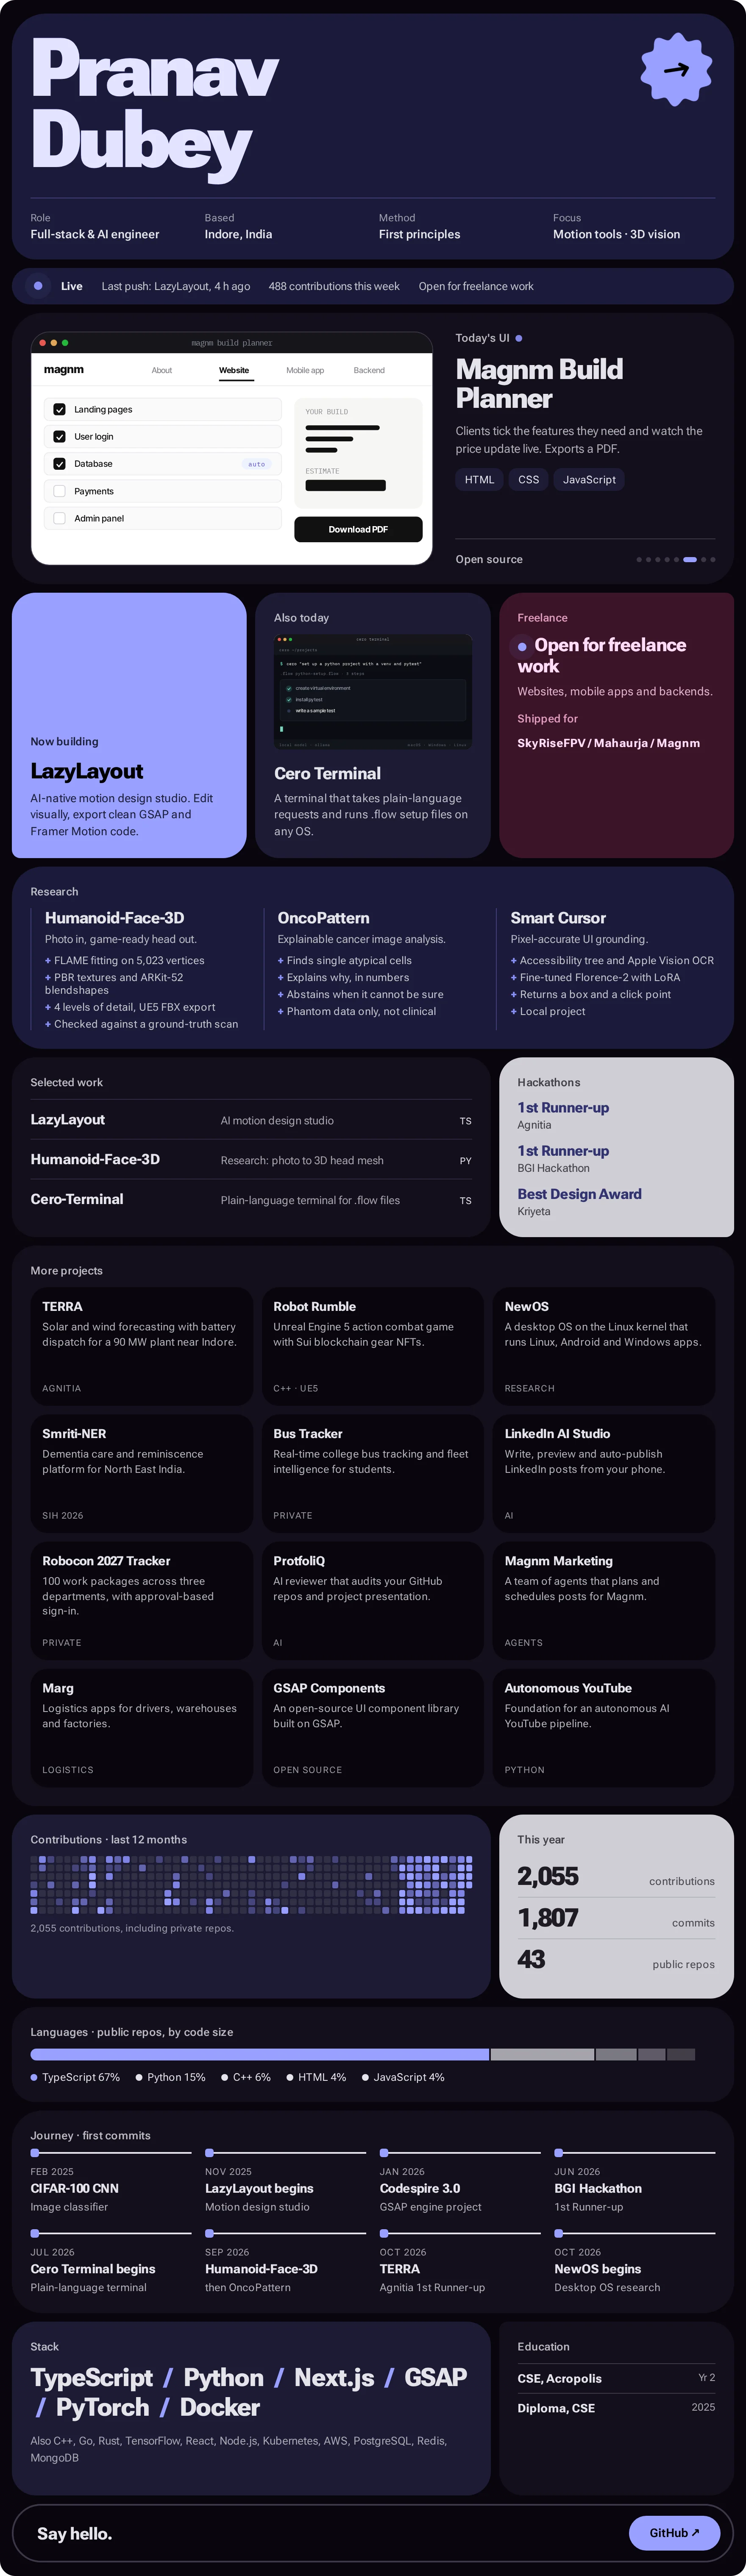 Pranav
Dubey
→
Role
Full-stack & AI engineer
Based
Indore, India
Method
First principles
Focus
Motion tools · 3D vision
Live
Last push: LazyLayout, 4 h ago
488 contributions this week
Open for freelance work
magnm build planner
magnm
About
Website
Mobile app
Backend
Landing pages
User login
Database
auto
Payments
Admin panel
YOUR BUILD
ESTIMATE
Download PDF
Today's UI
Magnm Build
Planner
Clients tick the features they need and watch the
price update live. Exports a PDF.
HTML
CSS
JavaScript
Open source
Now building
LazyLayout
AI-native motion design studio. Edit
visually, export clean GSAP and
Framer Motion code.
Also today
cero terminal
$ cero "set up a python project with a venv and pytest"
create virtual environment
install pytest
write a sample test
Cero Terminal
A terminal that takes plain-language
requests and runs .flow setup files on
any OS.
Freelance
Open for freelance
work
Websites, mobile apps and backends.
Shipped for
SkyRiseFPV / Mahaurja / Magnm
Research
Humanoid-Face-3D
Photo in, game-ready head out.
+ FLAME fitting on 5,023 vertices
+ PBR textures and ARKit-52
blendshapes
+ 4 levels of detail, UE5 FBX export
+ Checked against a ground-truth scan
OncoPattern
Explainable cancer image analysis.
+ Finds single atypical cells
+ Explains why, in numbers
+ Abstains when it cannot be sure
+ Phantom data only, not clinical
Smart Cursor
Pixel-accurate UI grounding.
+ Accessibility tree and Apple Vision OCR
+ Fine-tuned Florence-2 with LoRA
+ Returns a box and a click point
+ Local project
Selected work
LazyLayout
AI motion design studio
TS
Humanoid-Face-3D
Research: photo to 3D head mesh
PY
Cero-Terminal
Plain-language terminal for .flow files
TS
Hackathons
1st Runner-up
Agnitia
1st Runner-up
BGI Hackathon
Best Design Award
Kriyeta
More projects
TERRA
Solar and wind forecasting with battery
dispatch for a 90 MW plant near Indore.
AGNITIA
Robot Rumble
Unreal Engine 5 action combat game
with Sui blockchain gear NFTs.
C++ · UE5
NewOS
A desktop OS on the Linux kernel that
runs Linux, Android and Windows apps.
RESEARCH
Smriti-NER
Dementia care and reminiscence
platform for North East India.
SIH 2026
Bus Tracker
Real-time college bus tracking and fleet
intelligence for students.
PRIVATE
LinkedIn AI Studio
Write, preview and auto-publish
LinkedIn posts from your phone.
AI
Robocon 2027 Tracker
100 work packages across three
departments, with approval-based
sign-in.
PRIVATE
ProtfoliQ
AI reviewer that audits your GitHub
repos and project presentation.
AI
Magnm Marketing
A team of agents that plans and
schedules posts for Magnm.
AGENTS
Marg
Logistics apps for drivers, warehouses
and factories.
LOGISTICS
GSAP Components
An open-source UI component library
built on GSAP.
OPEN SOURCE
Autonomous YouTube
Foundation for an autonomous AI
YouTube pipeline.
PYTHON
Contributions · last 12 months
2,055 contributions, including private repos.
This year
2,055
contributions
1,807
commits
43
public repos
Languages · public repos, by code size
TypeScript 67%
Python 15%
C++ 6%
HTML 4%
JavaScript 4%
Journey · first commits
FEB 2025
CIFAR-100 CNN
Image classifier
NOV 2025
LazyLayout begins
Motion design studio
JAN 2026
Codespire 3.0
GSAP engine project
JUN 2026
BGI Hackathon
1st Runner-up
JUL 2026
Cero Terminal begins
Plain-language terminal
SEP 2026
Humanoid-Face-3D
then OncoPattern
OCT 2026
TERRA
Agnitia 1st Runner-up
OCT 2026
NewOS begins
Desktop OS research
Stack
TypeScript / Python / Next.js / GSAP
/ PyTorch / Docker
Also C++, Go, Rust, TensorFlow, React, Node.js, Kubernetes, AWS, PostgreSQL, Redis,
MongoDB
Education
CSE, Acropolis
Yr 2
Diploma, CSE
2025
Say hello.
GitHub ↗